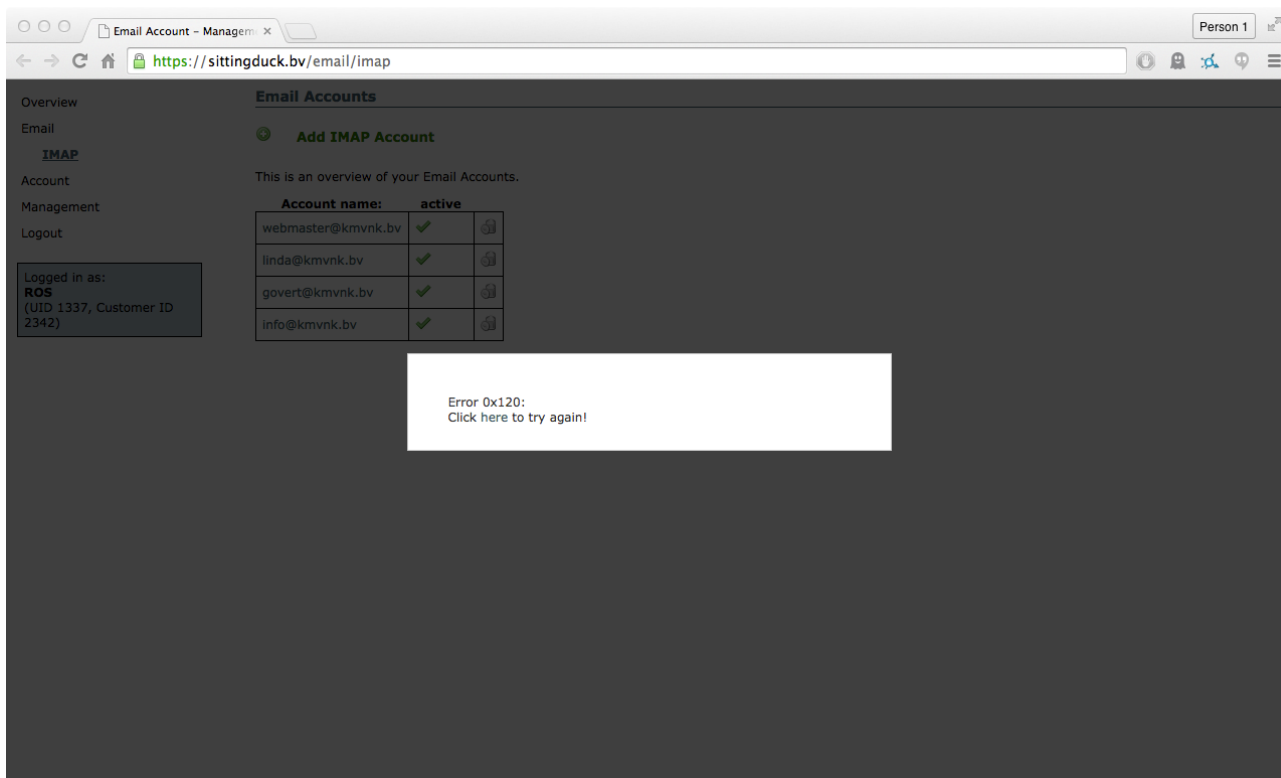 Email Account – Managem
Person 1
https://sittingduck.bv/email/imap
Overview
Email
IMAP
Account
Management
Logout
Logged in as:
ROS
(UID 1337, Customer ID
2342)
Email Accounts
Add IMAP Account
This is an overview of your Email Accounts.
Account name: active
webmaster@kmvnk.bv
linda@kmvnk.bv
govert@kmvnk.bv
info@kmvnk.bv
Error 0x120:
Click here to try again!